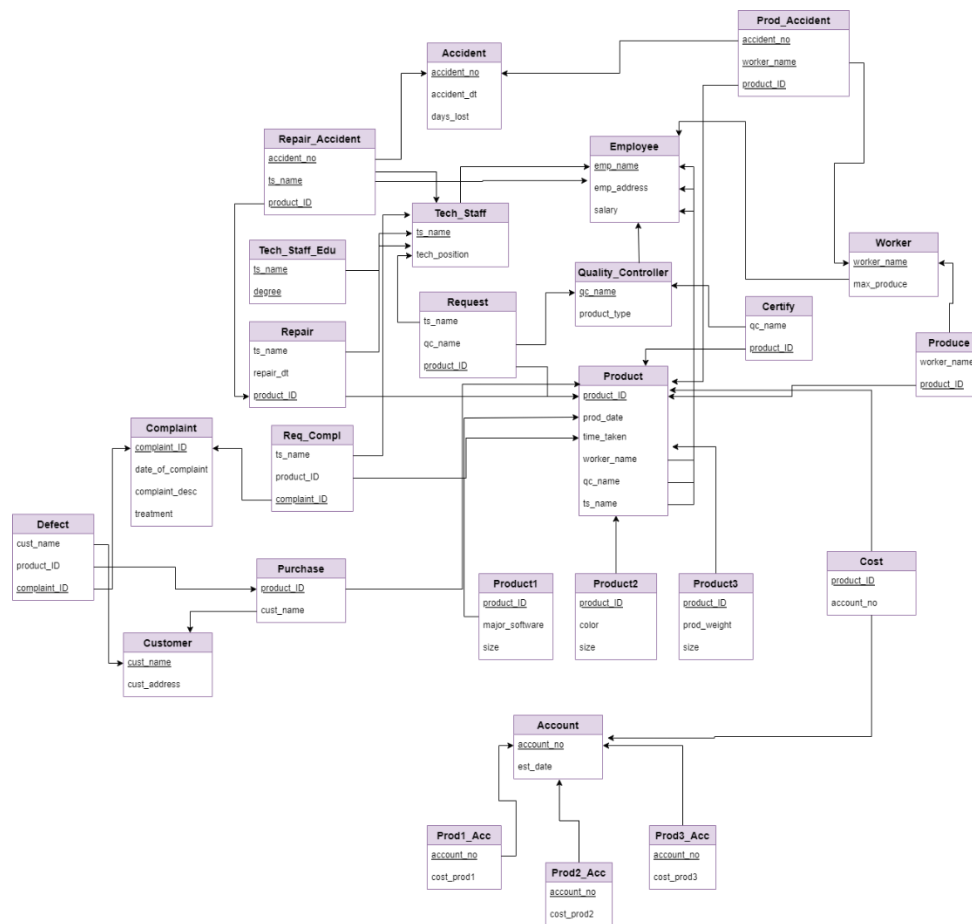 Prod_Accident
accident_no
worker_name
product_ID
Accident
accident_no
accident_dt
days_lost
Repair_Accident
accident_no
ts_name
product_ID
Employee
emp_name
emp_address
salary
Tech_Staff
ts_name
tech_position
Tech_Staff_Edu
ts_name
degree
Worker
worker_name
max_produce
Quality_Controller
qc_name
product_type
Request
ts_name
qc_name
product_ID
Certify
qc_name
product_ID
Repair
ts_name
repair_dt
product_ID
Produce
worker_name
product_ID
Product
product_ID
prod_date
time_taken
worker_name
qc_name
ts_name
Complaint
complaint_ID
date_of_complaint
complaint_desc
treatment
Req_Compl
ts_name
product_ID
complaint_ID
Defect
cust_name
product_ID
complaint_ID
Purchase
product_ID
cust_name
Customer
cust_name
cust_address
Product1
product_ID
major_software
size
Product2
product_ID
color
size
Product3
product_ID
prod_weight
size
Cost
product_ID
account_no
Account
account_no
est_date
Prod1_Acc
account_no
cost_prod1
Prod2_Acc
account_no
cost_prod2
Prod3_Acc
account_no
cost_prod3